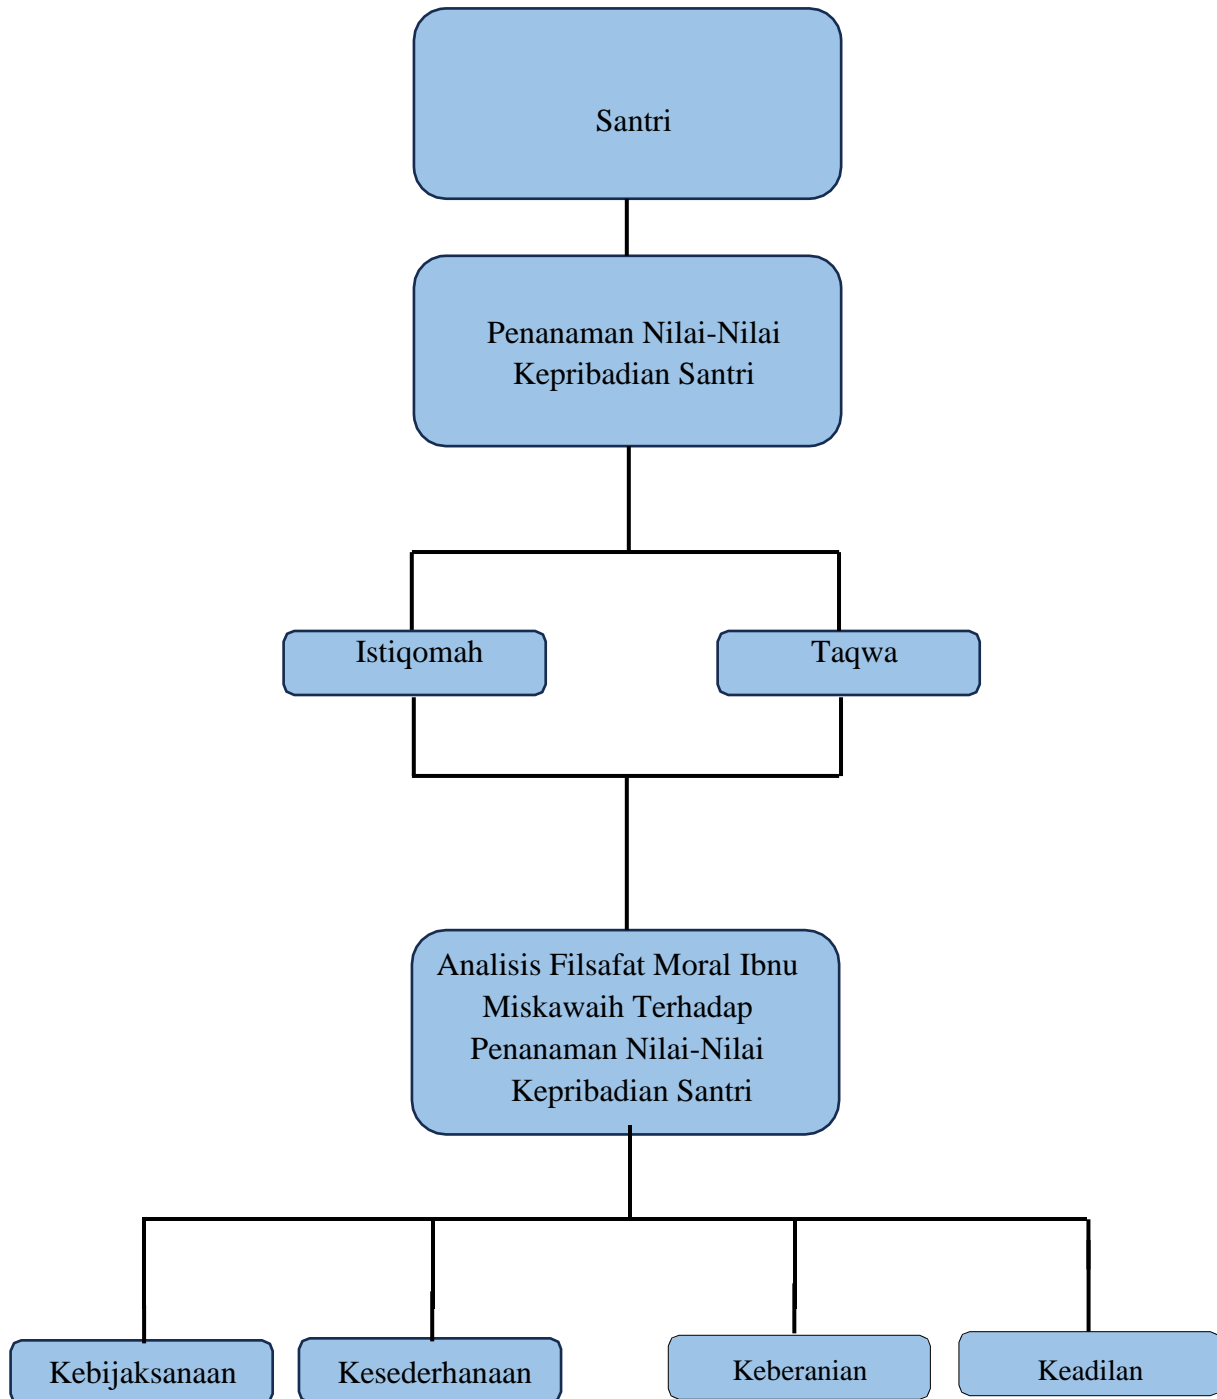 Santri
Penanaman Nilai-Nilai
Kepribadian Santri
Istiqomah
Taqwa
Analisis Filsafat Moral Ibnu
Miskawaih Terhadap
Penanaman Nilai-Nilai
Kepribadian Santri
Kebijaksanaan
Kesederhanaan
Keberanian
Keadilan